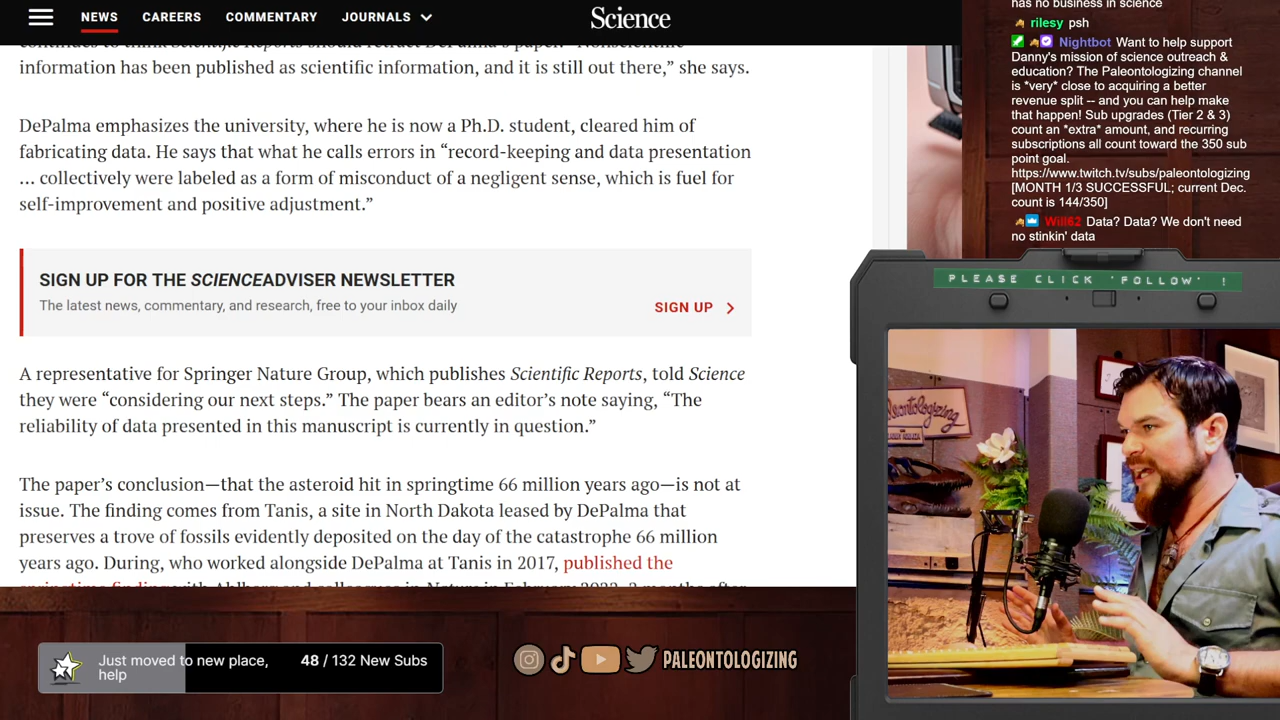 NEWS
CAREERS
COMMENTARY
JOURNALS
Science
information has been published as scientific information, and it is still out there,” she says.
DePalma emphasizes the university, where he is now a Ph.D. student, cleared him of
fabricating data. He says that what he calls errors in “record-keeping and data presentation
… collectively were labeled as a form of misconduct of a negligent sense, which is fuel for
self-improvement and positive adjustment.”
SIGN UP FOR THE SCIENCEADVISER NEWSLETTER
The latest news, commentary, and research, free to your inbox daily
SIGN UP
A representative for Springer Nature Group, which publishes Scientific Reports, told Science
they were “considering our next steps.” The paper bears an editor’s note saying, “The
reliability of data presented in this manuscript is currently in question.”
The paper’s conclusion—that the asteroid hit in springtime 66 million years ago—is not at
issue. The finding comes from Tanis, a site in North Dakota leased by DePalma that
preserves a trove of fossils evidently deposited on the day of the catastrophe 66 million
years ago. During, who worked alongside DePalma at Tanis in 2017, published the
has no business in science
rilesy psh
Nightbot Want to help support
Danny's mission of science outreach &
education? The Paleontologizing channel
is *very* close to acquiring a better
revenue split -- and you can help make
that happen! Sub upgrades (Tier 2 & 3)
count an *extra* amount, and recurring
subscriptions all count toward the 350 sub
point goal.
https://www.twitch.tv/subs/paleontologizing
[MONTH 1/3 SUCCESSFUL; current Dec.
count is 144/350]
Will62 Data? Data? We don't need
no stinkin' data
PLEASE CLICK 'FOLLOW' !
Just moved to new place,
help
48 / 132 New Subs
PALEONTOLOGIZING